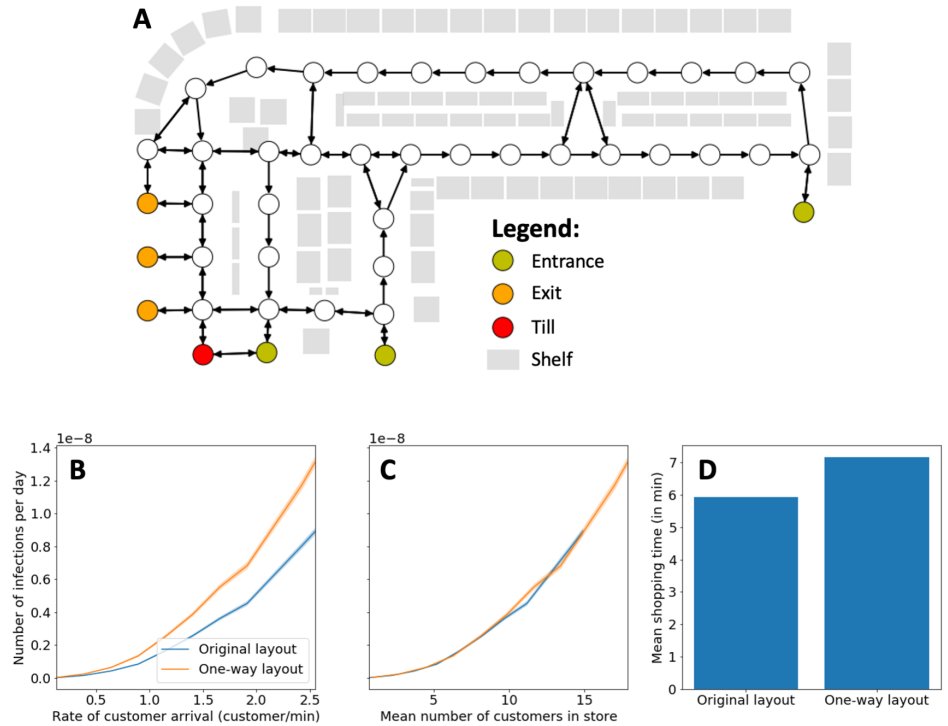 A
Legend:
Entrance
Exit
Till
Shelf
1e−8
1.4
1.2
1.0
0.8
0.6
0.4
0.2
0.0
B
Number of infections per day
Original layout
One-way layout
0.5 1.0 1.5 2.0 2.5
Rate of customer arrival (customer/min)
1e−8
C
5 10 15
Mean number of customers in store
D
7
6
5
4
3
2
1
0
Mean shopping time (in min)
Original layout One-way layout